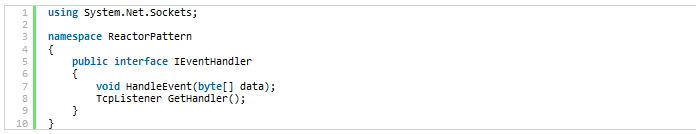 1 using System.Net.Sockets;
2
3 namespace ReactorPattern
4 {
5     public interface IEventHandler
6     {
7         void HandleEvent(byte[] data);
8         TcpListener GetHandler();
9     }
10 }